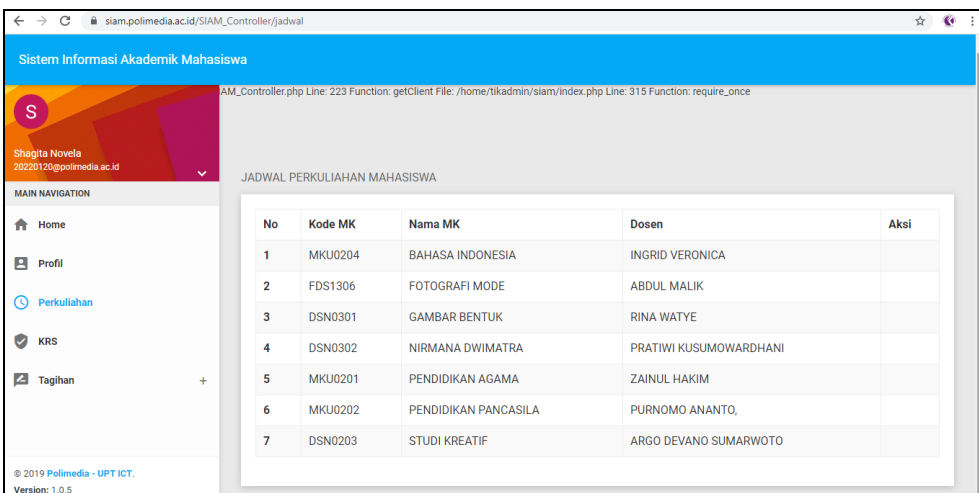 siam.polimedia.ac.id/SIAM_Controller/jadwal
Sistem Informasi Akademik Mahasiswa
AM_Controller.php Line: 223 Function: getClient File: /home/tikadmin/siam/index.php Line: 315 Function: require_once
S
Shagita Novela
20220120@polimedia.ac.id
MAIN NAVIGATION
Home
Profil
Perkuliahan
KRS
Tagihan +
© 2019 Polimedia - UPT ICT.
Version: 1.0.5
JADWAL PERKULIAHAN MAHASISWA
No Kode MK Nama MK Dosen Aksi
1 MKU0204 BAHASA INDONESIA INGRID VERONICA
2 FDS1306 FOTOGRAFI MODE ABDUL MALIK
3 DSN0301 GAMBAR BENTUK RINA WATYE
4 DSN0302 NIRMANA DWIMATRA PRATIWI KUSUMOWARDHANI
5 MKU0201 PENDIDIKAN AGAMA ZAINUL HAKIM
6 MKU0202 PENDIDIKAN PANCASILA PURNOMO ANANTO,
7 DSN0203 STUDI KREATIF ARGO DEVANO SUMARWOTO